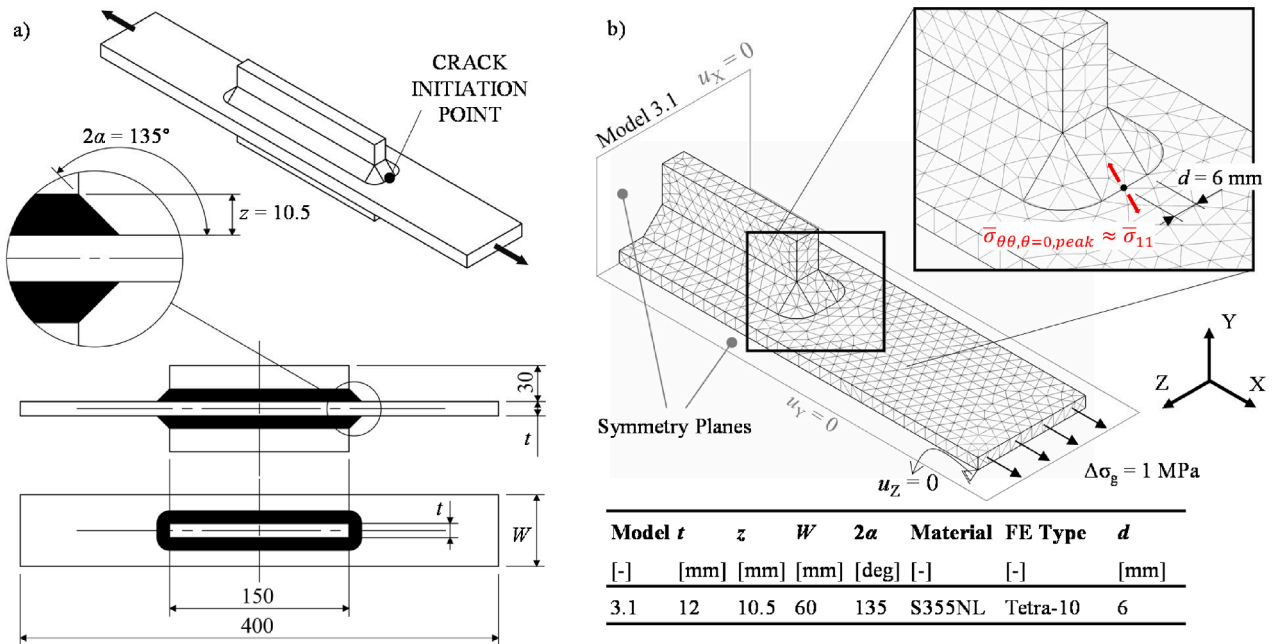 a)
CRACK
INITIATION
POINT
2α = 135°
z = 10.5
30
t
t
W
150
400
b)
Model 3.1
u_X = 0
d = 6 mm
σ̅_θθ,θ=0,peak ≈ σ̅_11
Y
Z
X
Symmetry Planes
u_Y = 0
u_Z = 0
Δσ_g = 1 MPa
Model t z W 2α Material FE Type d
[-] [mm] [mm] [mm] [deg] [-] [-] [mm]
3.1 12 10.5 60 135 S355NL Tetra-10 6